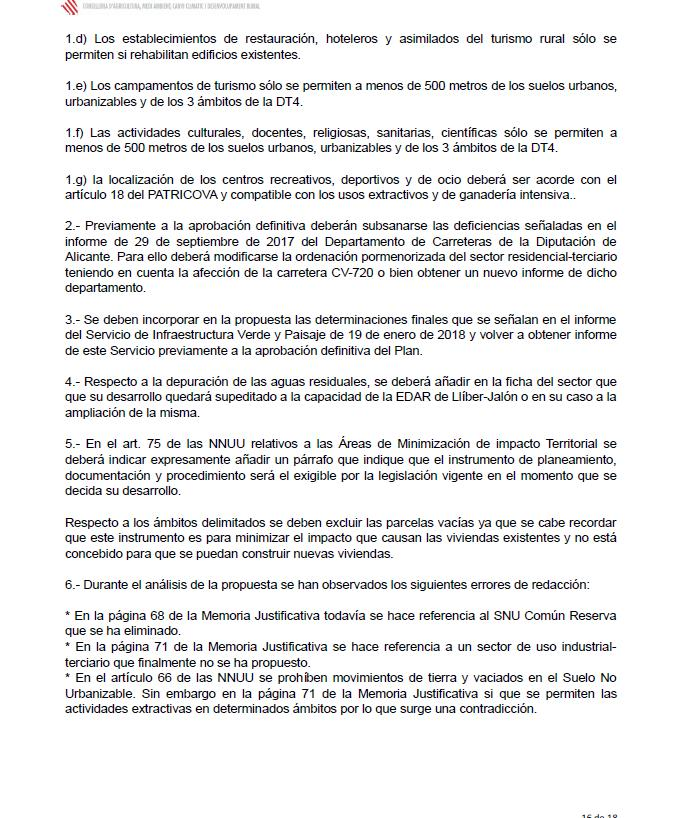 CONSELLERIA D'AGRICULTURA, MEDI AMBIENT, CANVI CLIMÀTIC I DESENVOLUPAMENT RURAL
1.d) Los establecimientos de restauración, hoteleros y asimilados del turismo rural sólo se
permiten si rehabilitan edificios existentes.
1.e) Los campamentos de turismo sólo se permiten a menos de 500 metros de los suelos urbanos,
urbanizables y de los 3 ámbitos de la DT4.
1.f) Las actividades culturales, docentes, religiosas, sanitarias, científicas sólo se permiten a
menos de 500 metros de los suelos urbanos, urbanizables y de los 3 ámbitos de la DT4.
1.g) la localización de los centros recreativos, deportivos y de ocio deberá ser acorde con el
artículo 18 del PATRICOVA y compatible con los usos extractivos y de ganadería intensiva..
2.- Previamente a la aprobación definitiva deberán subsanarse las deficiencias señaladas en el
informe de 29 de septiembre de 2017 del Departamento de Carreteras de la Diputación de
Alicante. Para ello deberá modificarse la ordenación pormenorizada del sector residencial-terciario
teniendo en cuenta la afección de la carretera CV-720 o bien obtener un nuevo informe de dicho
departamento.
3.- Se deben incorporar en la propuesta las determinaciones finales que se señalan en el informe
del Servicio de Infraestructura Verde y Paisaje de 19 de enero de 2018 y volver a obtener informe
de este Servicio previamente a la aprobación definitiva del Plan.
4.- Respecto a la depuración de las aguas residuales, se deberá añadir en la ficha del sector que
que su desarrollo quedará supeditado a la capacidad de la EDAR de Llíber-Jalón o en su caso a la
ampliación de la misma.
5.- En el art. 75 de las NNUU relativos a las Áreas de Minimización de impacto Territorial se
deberá indicar expresamente añadir un párrafo que indique que el instrumento de planeamiento,
documentación y procedimiento será el exigible por la legislación vigente en el momento que se
decida su desarrollo.
Respecto a los ámbitos delimitados se deben excluir las parcelas vacías ya que se cabe recordar
que este instrumento es para minimizar el impacto que causan las viviendas existentes y no está
concebido para que se puedan construir nuevas viviendas.
6.- Durante el análisis de la propuesta se han observados los siguientes errores de redacción:
* En la página 68 de la Memoria Justificativa todavía se hace referencia al SNU Común Reserva
que se ha eliminado.
* En la página 71 de la Memoria Justificativa se hace referencia a un sector de uso industrial-
terciario que finalmente no se ha propuesto.
* En el artículo 66 de las NNUU se prohíben movimientos de tierra y vaciados en el Suelo No
Urbanizable. Sin embargo en la página 71 de la Memoria Justificativa si que se permiten las
actividades extractivas en determinados ámbitos por lo que surge una contradicción.
16 de 18